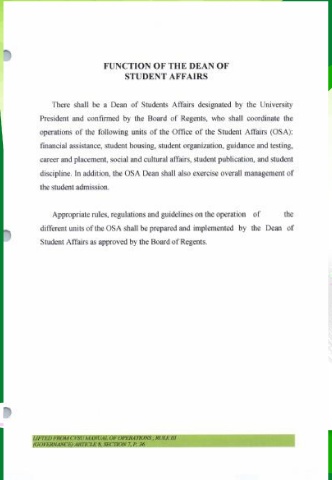 FUNCTION OF THE DEAN OF
STUDENT AFFAIRS
There shall be a Dean of Students Affairs designated by the University
President and confirmed by the Board of Regents, who shall coordinate the
operations of the following units of the Office of the Student Affairs (OSA):
financial assistance, student housing, student organization, guidance and testing,
career and placement, social and cultural affairs, student publication, and student
discipline. In addition, the OSA Dean shall also exercise overall management of
the student admission.
Appropriate rules, regulations and guidelines on the operation of the
different units of the OSA shall be prepared and implemented by the Dean of
Student Affairs as approved by the Board of Regents.
LIFTED FROM CVSU MANUAL OF OPERATIONS, RULE III
(GOVERNANCE) ARTICLE 9, SECTION 7, P. 36